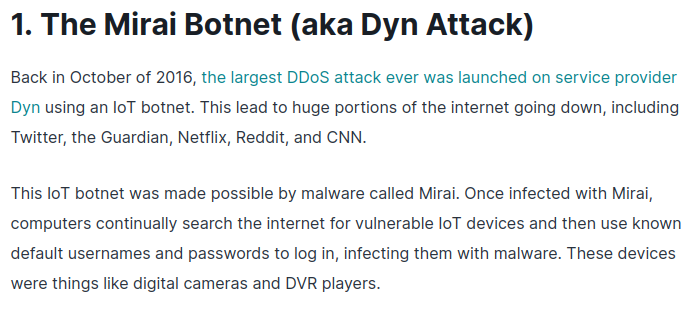 1. The Mirai Botnet (aka Dyn Attack)
Back in October of 2016, the largest DDoS attack ever was launched on service provider
Dyn using an IoT botnet. This lead to huge portions of the internet going down, including
Twitter, the Guardian, Netflix, Reddit, and CNN.
This IoT botnet was made possible by malware called Mirai. Once infected with Mirai,
computers continually search the internet for vulnerable IoT devices and then use known
default usernames and passwords to log in, infecting them with malware. These devices
were things like digital cameras and DVR players.